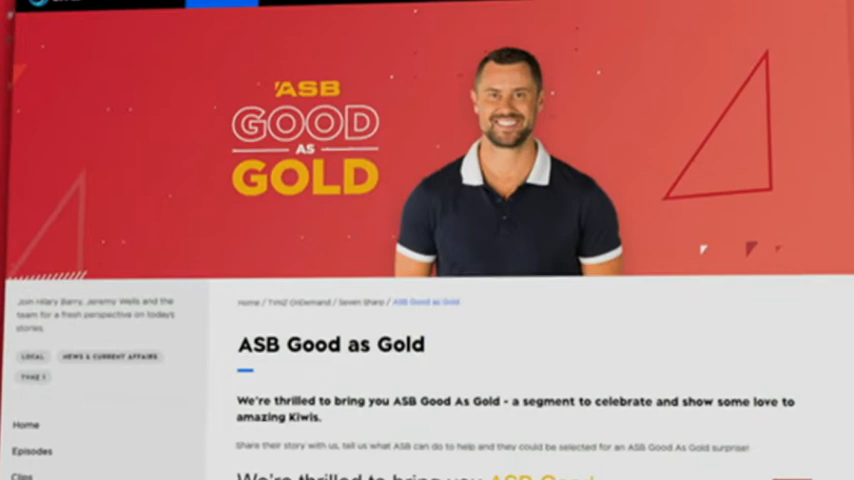 ASB
GOOD
AS
GOLD
Join Hilary Barry, Jeremy Wells and the
team for a fresh perspective on today's
stories.
Home / TVNZ OnDemand / Seven Sharp / ASB Good as Gold
LOCAL
NEWS & CURRENT AFFAIRS
TVNZ 1
ASB Good as Gold
We're thrilled to bring you ASB Good As Gold - a segment to celebrate and show some love to
amazing Kiwis.
Home
Share their story with us, tell us what ASB can do to help and they could be selected for an ASB Good As Gold surprise!
Episodes
Clips
We're thrilled to bring you ASB Good